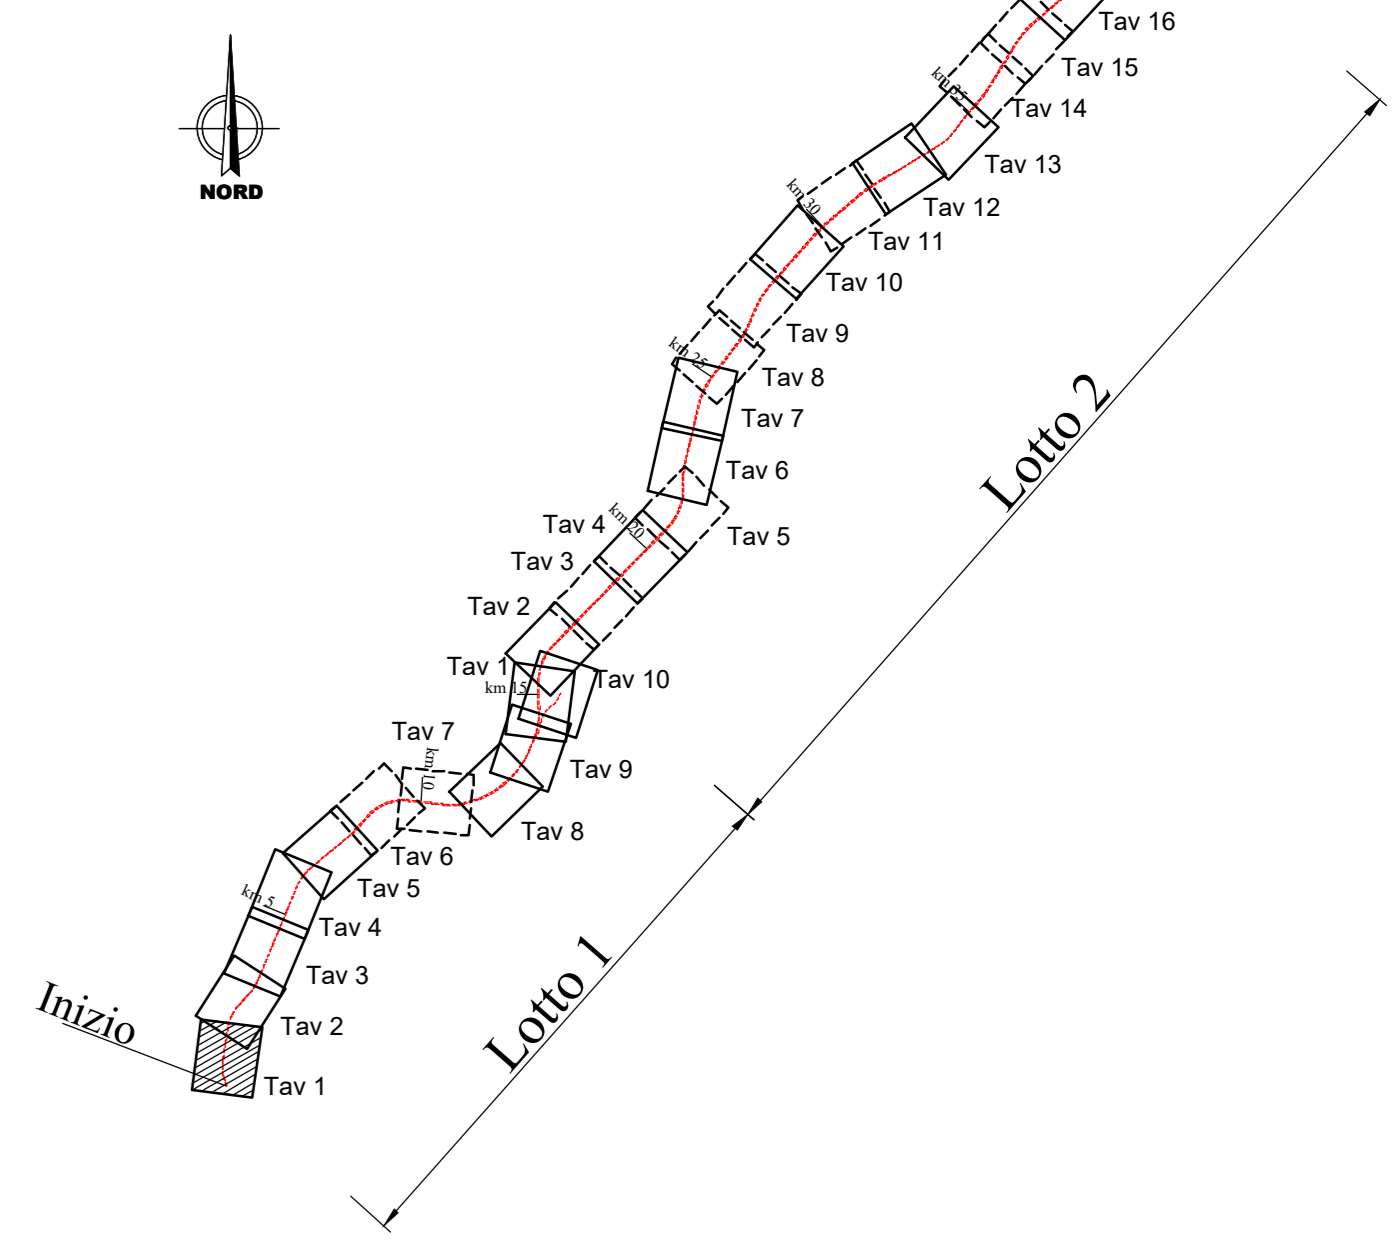 Tav 16
Tav 15
km 35
Tav 14
Tav 13
NORD
km 30
Tav 12
Tav 11
Tav 10
Tav 9
km 25
Tav 8
Tav 7
Lotto 2
Tav 6
km 20
Tav 4
Tav 5
Tav 3
Tav 2
Tav 1
Tav 10
km 15
Tav 7
km 10
Tav 9
Tav 8
Tav 6
Tav 5
km 5
Tav 4
Tav 3
Lotto 1
Inizio
Tav 2
Tav 1